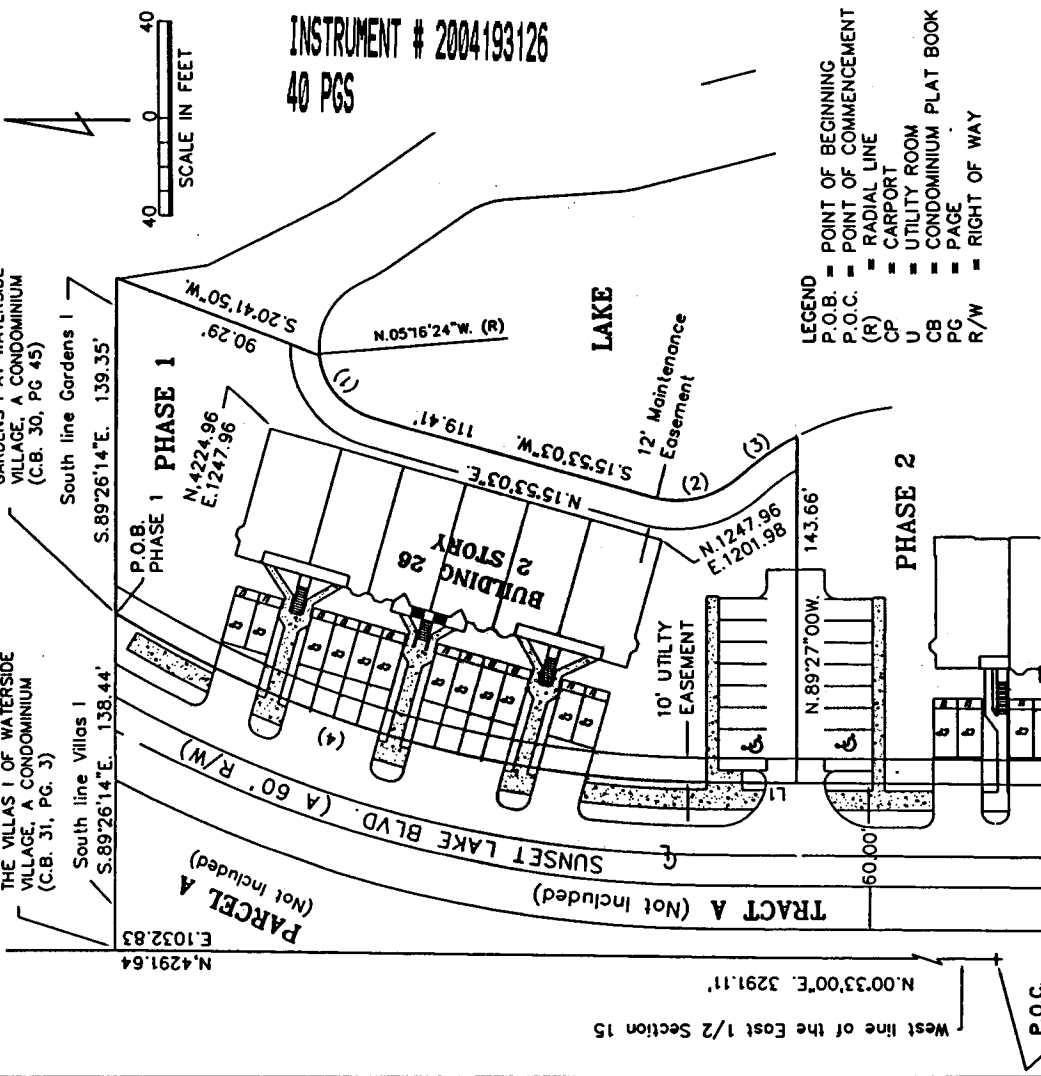 40 0 40
SCALE IN FEET
INSTRUMENT # 2004193126
40 PGS
VILLAGE, A CONDOMINIUM
(C.B. 30, PG 45)
South line Gardens I
S.89°26'14"E. 139.35'
P.O.B.
PHASE 1
PHASE 1
THE VILLAS I OF WATERSIDE
VILLAGE, A CONDOMINIUM
(C.B. 31, PG. 3)
South line Villas I
S.89°26'14"E. 138.44'
N.4291.64
E.1032.83
PARCEL A
(Not Included)
S.20°41'50"W.
90.29'
N.05°16'24"W. (R)
(1)
N.4224.96
E.1247.96
119.41'
S.15°53'03"W.
N.15°53'03"E.
LAKE
12' Maintenance
Easement
(2)
(3)
BUILDING 26
2 STORY
N.1247.96
E.1201.98
143.66'
N.89°27'00W.
PHASE 2
10' UTILITY
EASEMENT
(4)
SUNSET LAKE BLVD. (A 60' R/W)
TRACT A (Not Included)
L1
60.00'
N.00°33'00"E. 3291.11'
West line of the East 1/2 Section 15
P.O.C.
LEGEND
P.O.B. = POINT OF BEGINNING
P.O.C. = POINT OF COMMENCEMENT
(R) = RADIAL LINE
CP = CARPORT
U = UTILITY ROOM
CB = CONDOMINIUM PLAT BOOK
PG = PAGE
R/W = RIGHT OF WAY